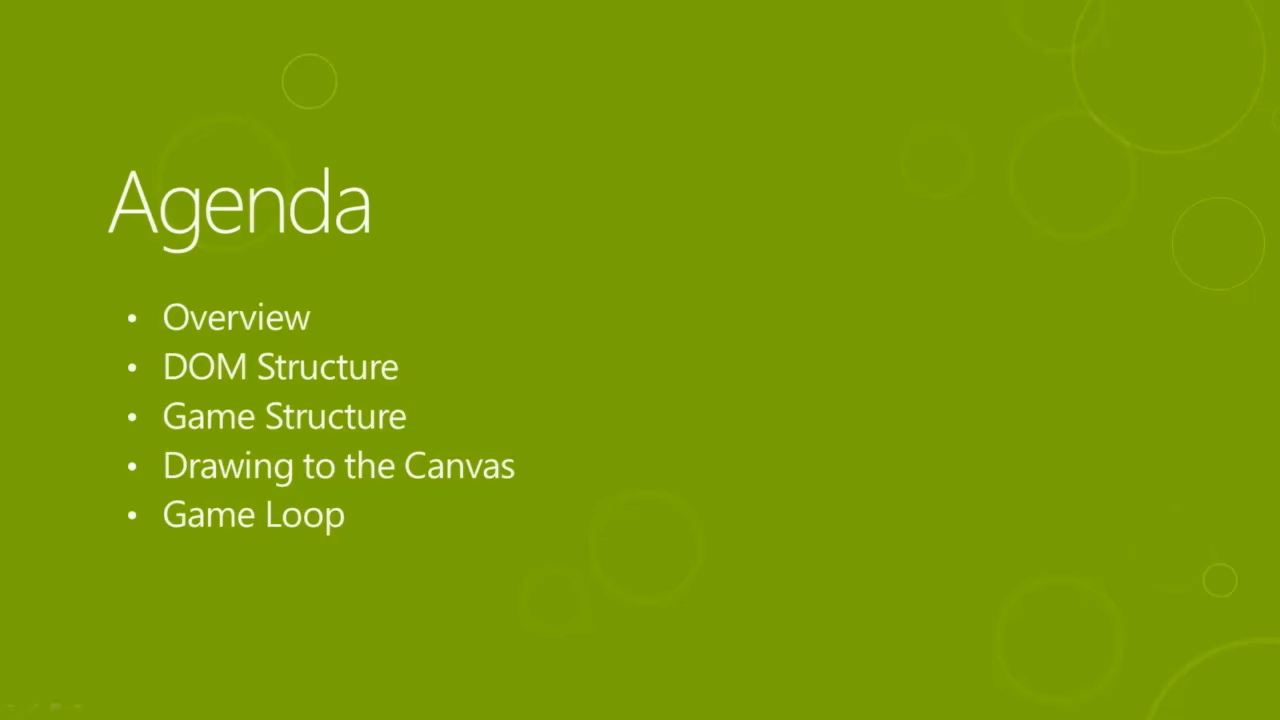 Agenda
• Overview
• DOM Structure
• Game Structure
• Drawing to the Canvas
• Game Loop